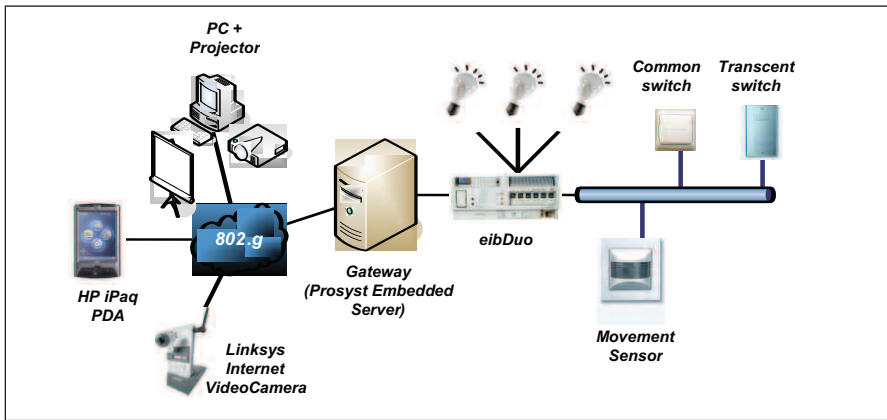 PC +
Projector
Common
switch
Transcent
switch
802.g
HP iPaq
PDA
Gateway
(Prosyst Embedded
Server)
eibDuo
Linksys
Internet
VideoCamera
Movement
Sensor